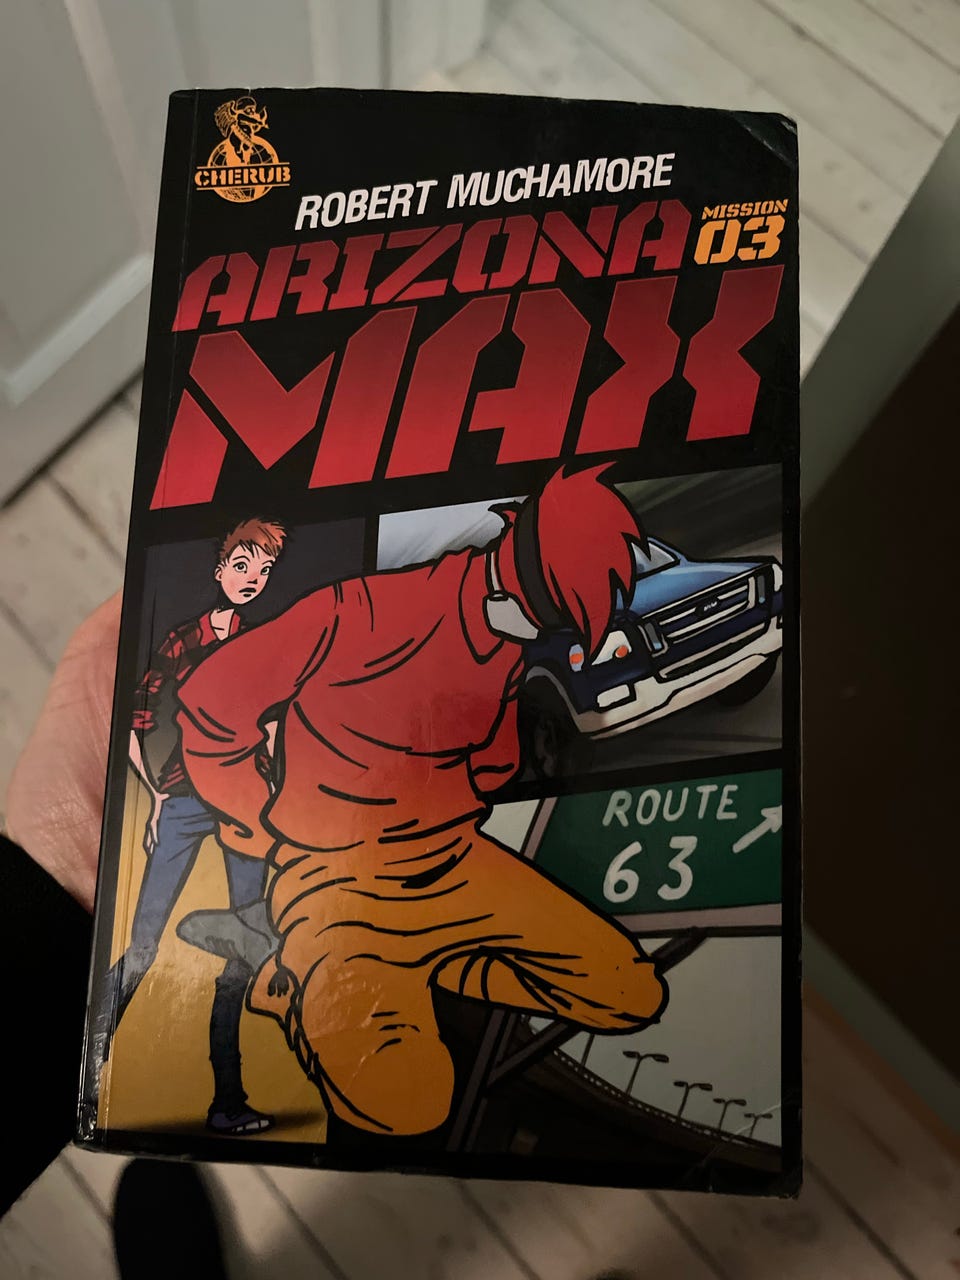 CHERUB
ROBERT MUCHAMORE
ARIZONA
MISSION
03
MAX
ROUTE
63